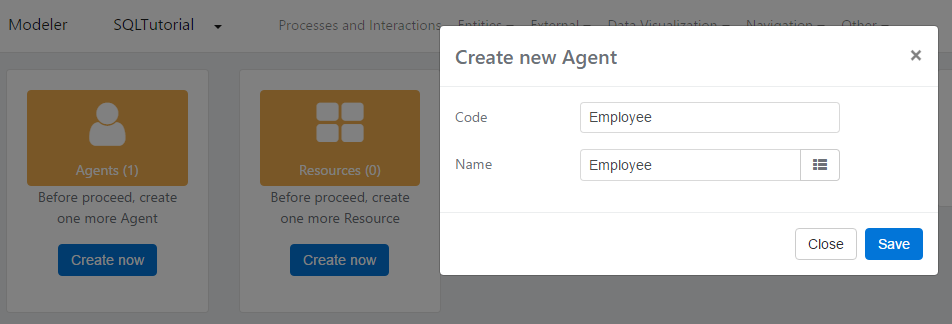 Modeler SQLTutorial Processes and Interactions Entities External Data Visualization Navigation Other
Create new Agent ×
Code Employee
Name Employee
Close Save
Agents (1)
Before proceed, create
one more Agent
Create now
Resources (0)
Before proceed, create
one more Resource
Create now